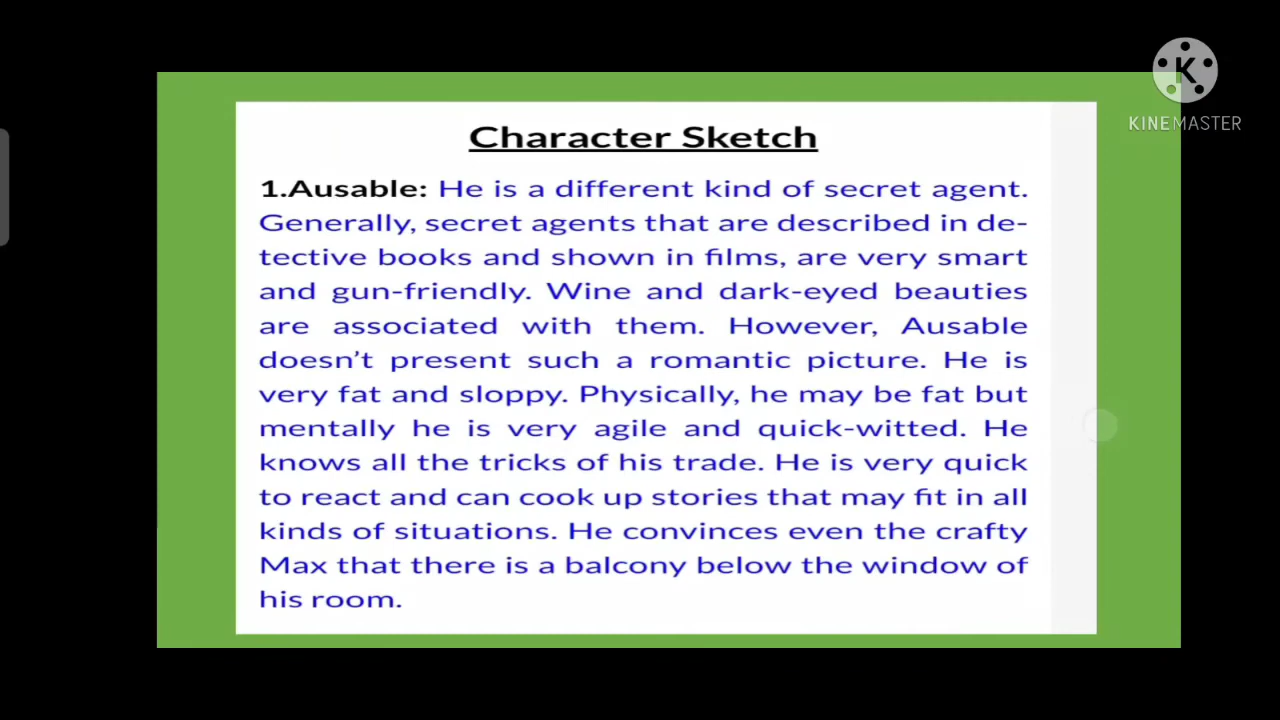 K
KINEMASTER
Character Sketch
1.Ausable: He is a different kind of secret agent.
Generally, secret agents that are described in de-
tective books and shown in films, are very smart
and gun-friendly. Wine and dark-eyed beauties
are associated with them. However, Ausable
doesn’t present such a romantic picture. He is
very fat and sloppy. Physically, he may be fat but
mentally he is very agile and quick-witted. He
knows all the tricks of his trade. He is very quick
to react and can cook up stories that may fit in all
kinds of situations. He convinces even the crafty
Max that there is a balcony below the window of
his room.